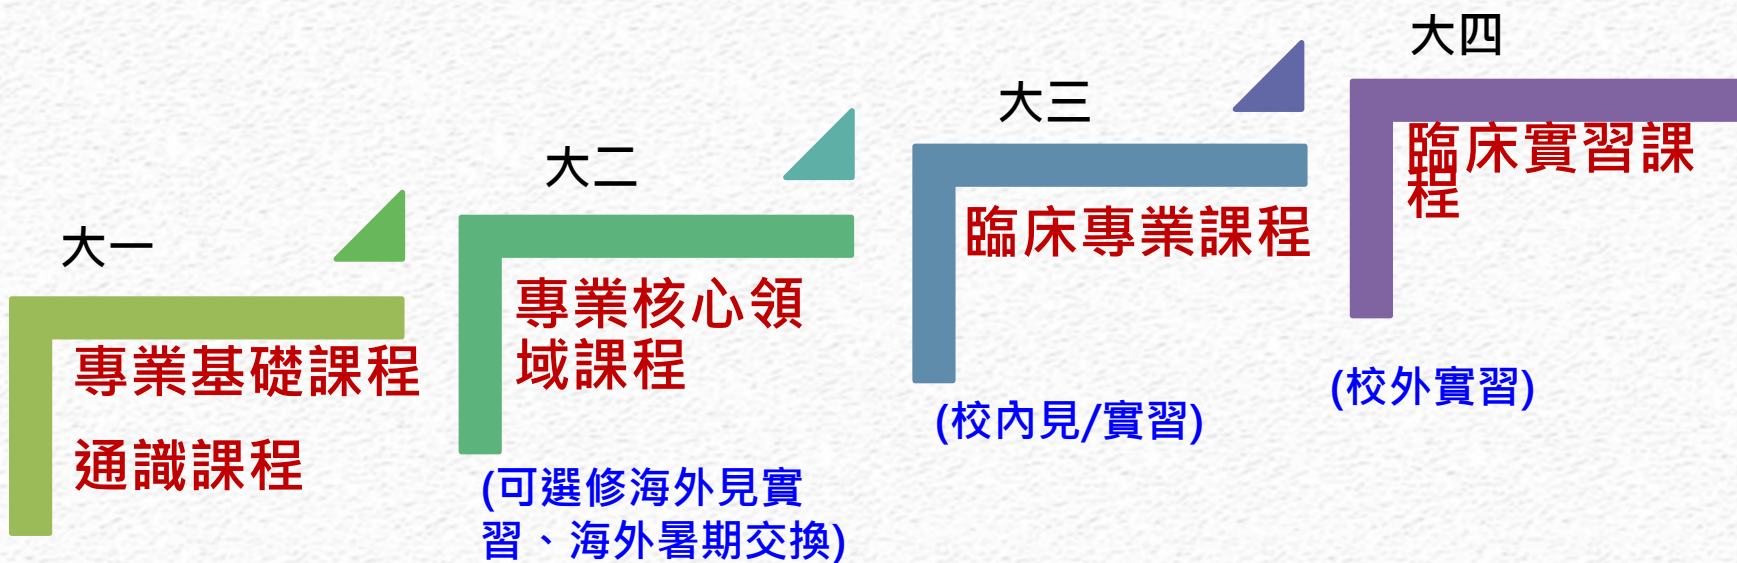 大一
專業基礎課程
通識課程
大二
專業核心領
域課程
(可選修海外見實
習、海外暑期交換)
大三
臨床專業課程
(校內見/實習)
大四
臨床實習課
程
(校外實習)